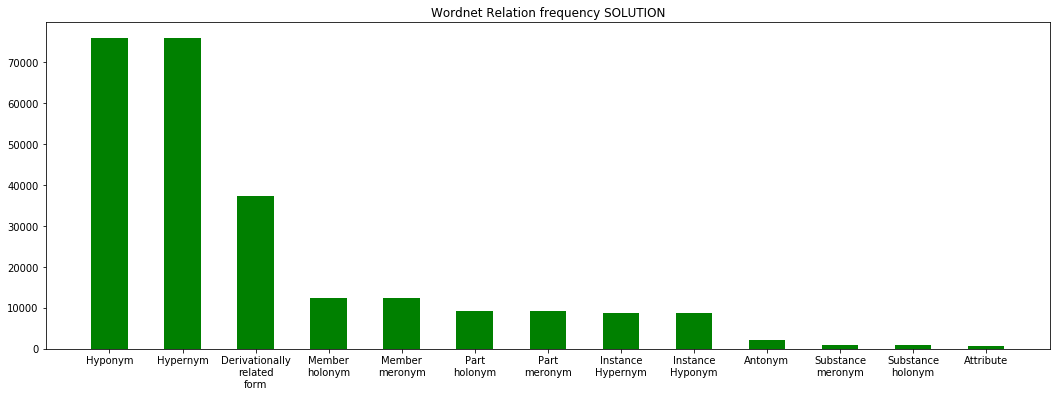 Wordnet Relation frequency SOLUTION
70000
60000
50000
40000
30000
20000
10000
0
Hyponym
Hypernym
Derivationally
related
form
Member
holonym
Member
meronym
Part
holonym
Part
meronym
Instance
Hypernym
Instance
Hyponym
Antonym
Substance
meronym
Substance
holonym
Attribute